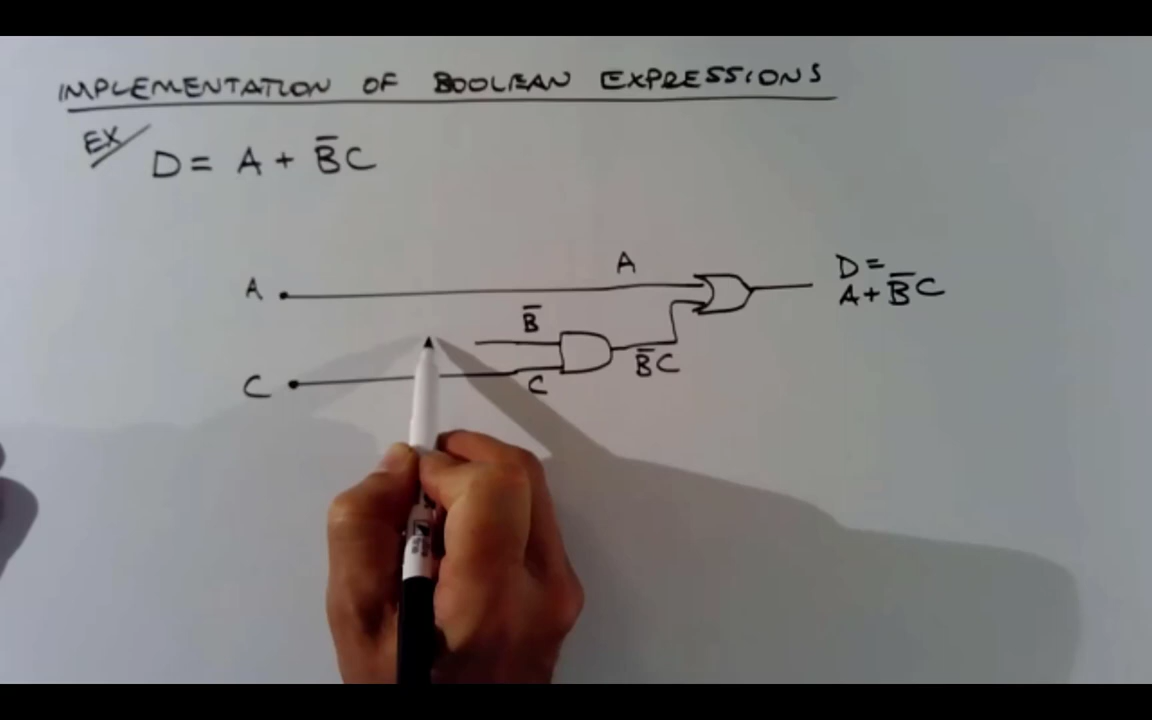 IMPLEMENTATION OF BOOLEAN EXPRESSIONS
EX
D = A + B̅C
A
A
D =
A + B̅C
B̅
B̅C
C
C